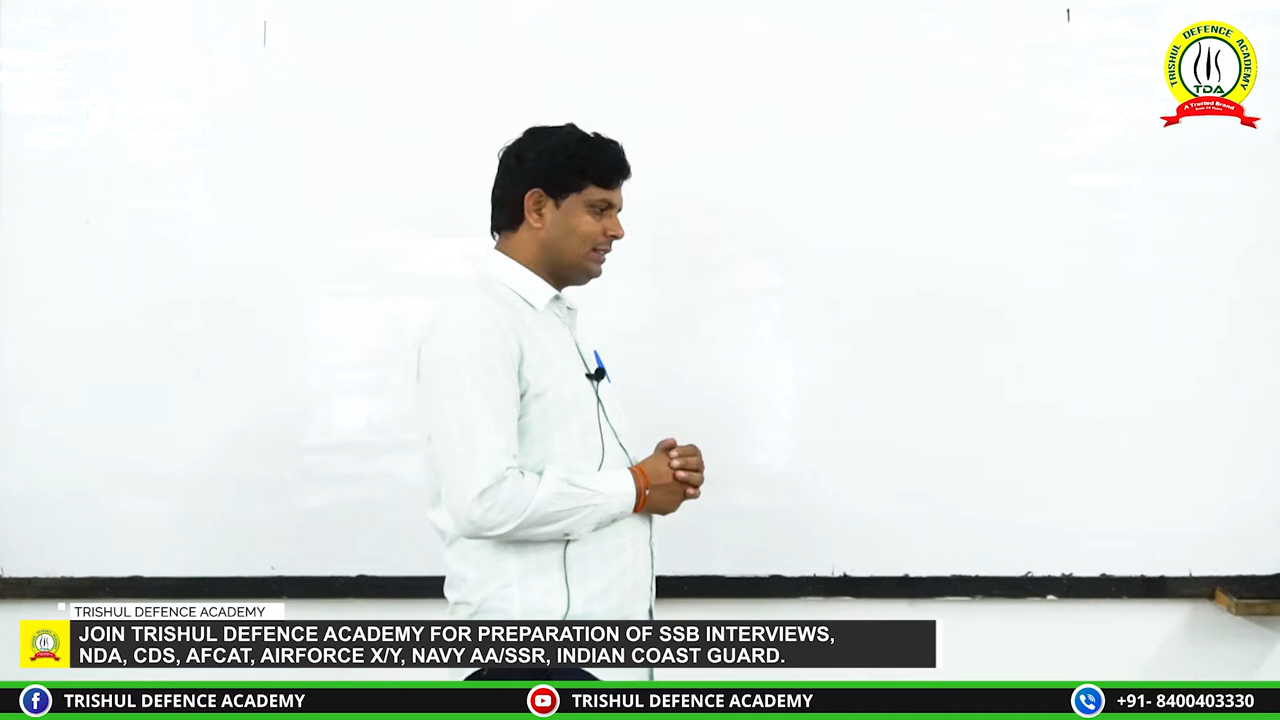 TRISHUL DEFENCE ACADEMY
TDA
A Trusted Brand
TRISHUL DEFENCE ACADEMY
JOIN TRISHUL DEFENCE ACADEMY FOR PREPARATION OF SSB INTERVIEWS,
NDA, CDS, AFCAT, AIRFORCE X/Y, NAVY AA/SSR, INDIAN COAST GUARD.
TRISHUL DEFENCE ACADEMY
TRISHUL DEFENCE ACADEMY
+91- 8400403330